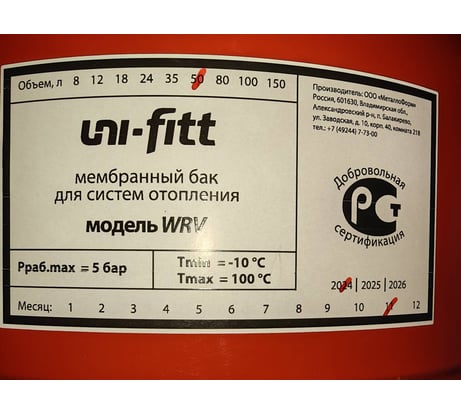 Объем, л 8 12 18 24 35 50 80 100 150
uni-fitt
мембранный бак
для систем отопления
модель WRV
Рраб.max = 5 бар
Tmin = -10 °C
Tmax = 100 °C
Месяц: 1 2 3 4 5 6 7 8 9 10 11 12
Производитель: ООО «МеталлоФорм»
Россия, 601630, Владимирская обл.,
Александровский р-н, п. Балакирево,
ул. Заводская, д. 10, корп. 40, комната 218
тел.: +7 (49244) 7-73-00
Добровольная
РСТ
сертификация
2024 | 2025 | 2026